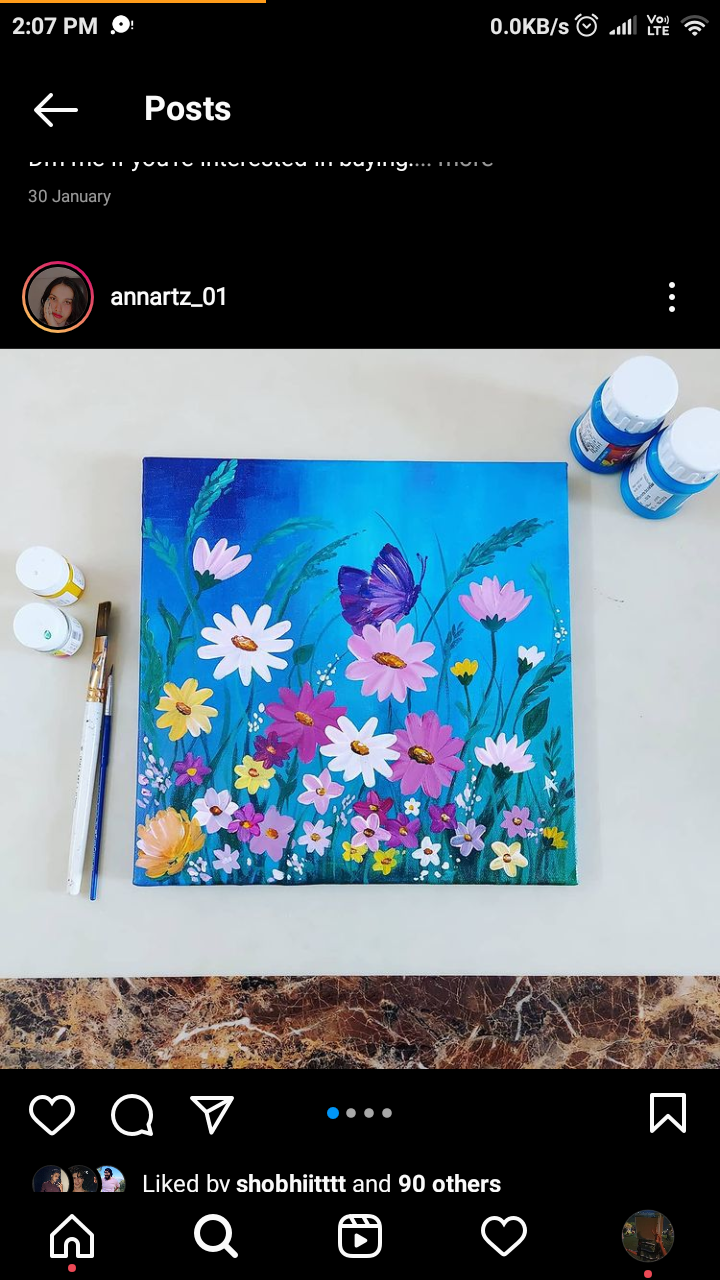 2:07 PM
0.0KB/s
Vo))
LTE
Posts
Dm me if you're interested in buying.... more
30 January
annartz_01
Liked by shobhiitttt and 90 others